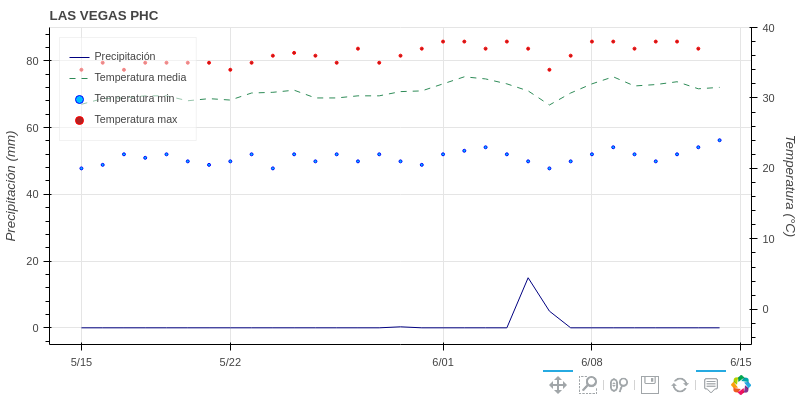 LAS VEGAS PHC
Precipitación
Temperatura media
Temperatura min
Temperatura max
Precipitación (mm)
80
60
40
20
0
Temperatura (°C)
40
30
20
10
0
5/15
5/22
6/01
6/08
6/15